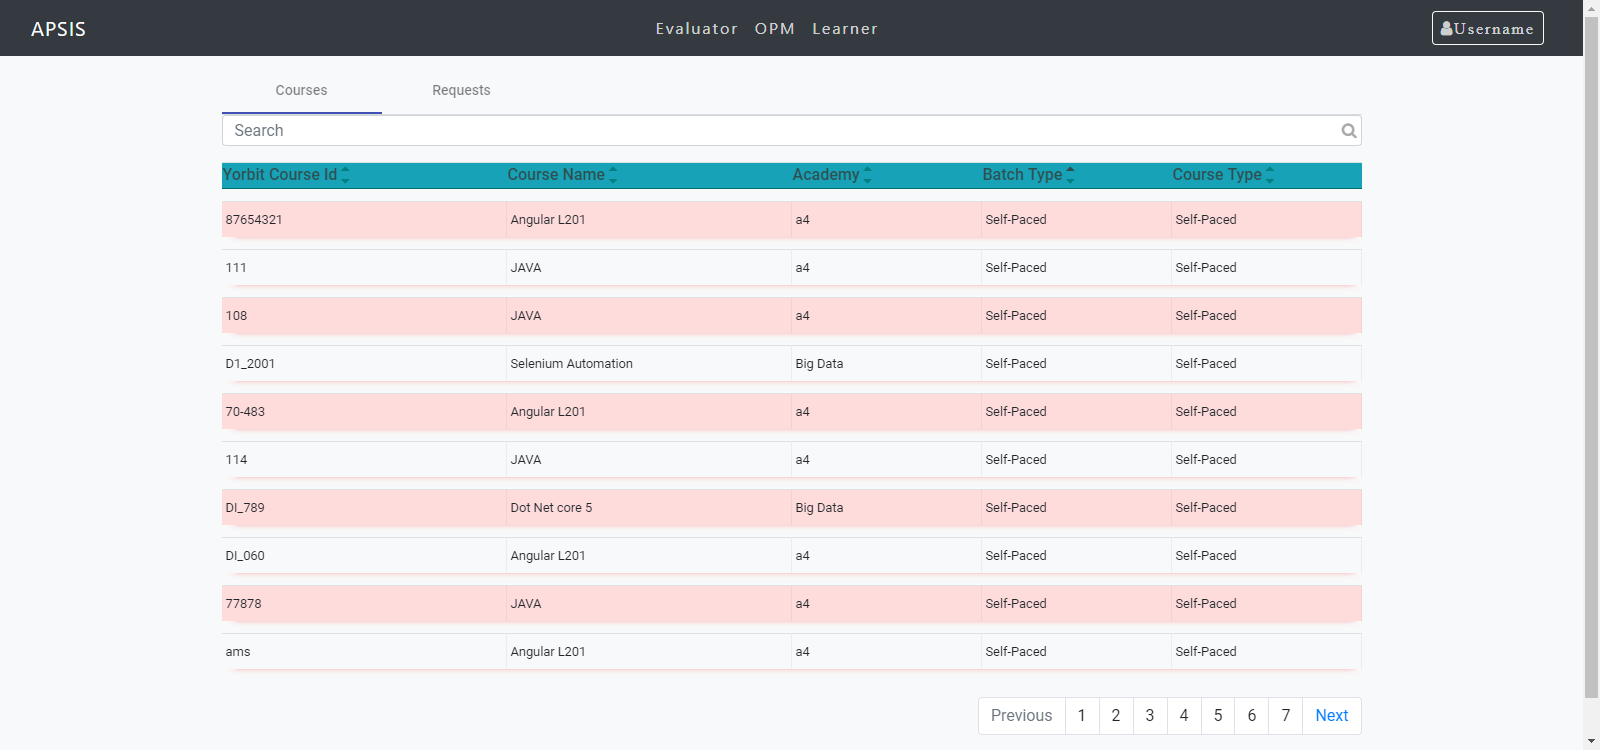 APSIS Evaluator OPM Learner Username
Courses Requests
Search
Yorbit Course Id Course Name Academy Batch Type Course Type
87654321 Angular L201 a4 Self-Paced Self-Paced
111 JAVA a4 Self-Paced Self-Paced
108 JAVA a4 Self-Paced Self-Paced
D1_2001 Selenium Automation Big Data Self-Paced Self-Paced
70-483 Angular L201 a4 Self-Paced Self-Paced
114 JAVA a4 Self-Paced Self-Paced
DI_789 Dot Net core 5 Big Data Self-Paced Self-Paced
DI_060 Angular L201 a4 Self-Paced Self-Paced
77878 JAVA a4 Self-Paced Self-Paced
ams Angular L201 a4 Self-Paced Self-Paced
Previous 1 2 3 4 5 6 7 Next